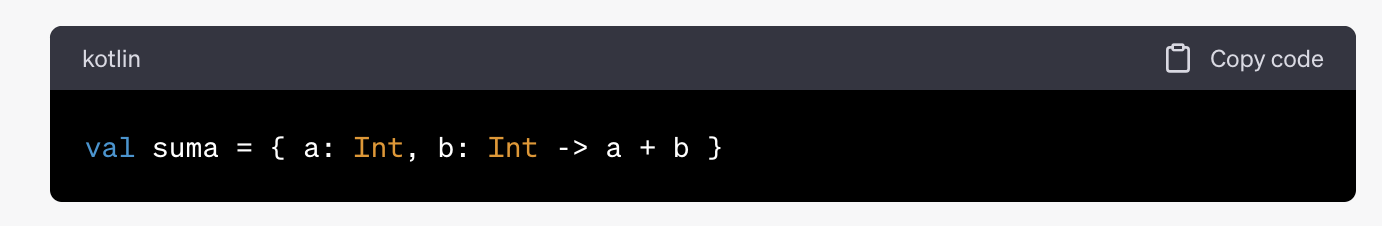 kotlin
Copy code
val suma = { a: Int, b: Int -> a + b }